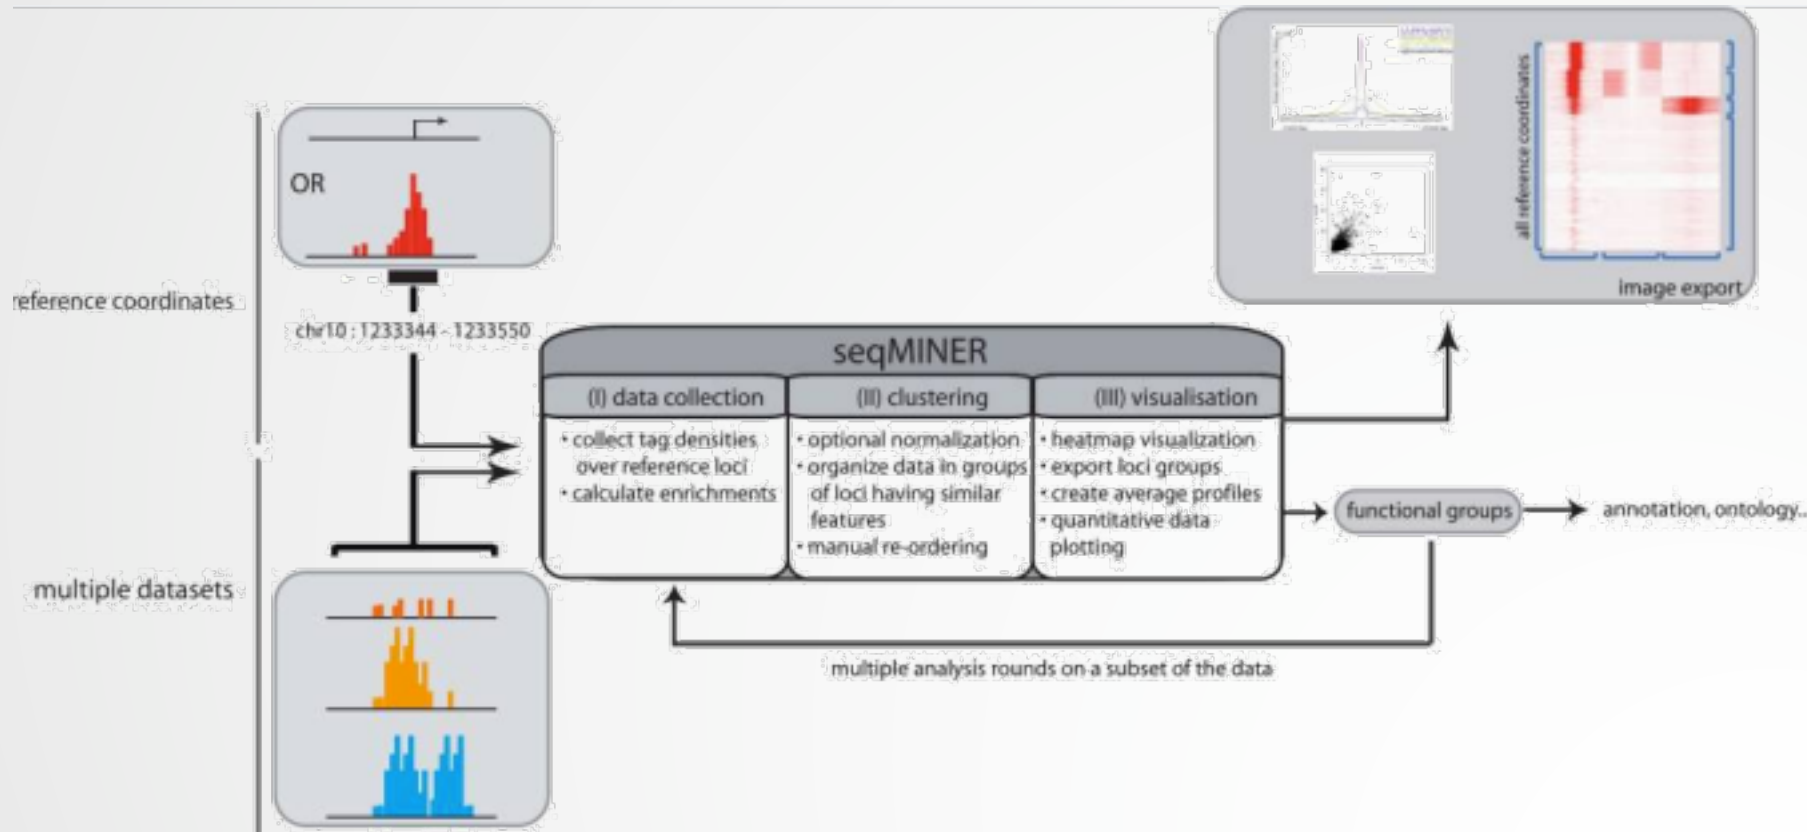 OR
reference coordinates
chr10 ; 1233344 - 1233550
multiple datasets
seqMINER
(I) data collection
• collect tag densities
over reference loci
• calculate enrichments
(II) clustering
• optional normalization
• organize data in groups
of loci having similar
features
• manual re-ordering
(III) visualisation
• heatmap visualization
• export loci groups
• create average profiles
• quantitative data
plotting
all reference coordinates
image export
functional groups
annotation, ontology..
multiple analysis rounds on a subset of the data